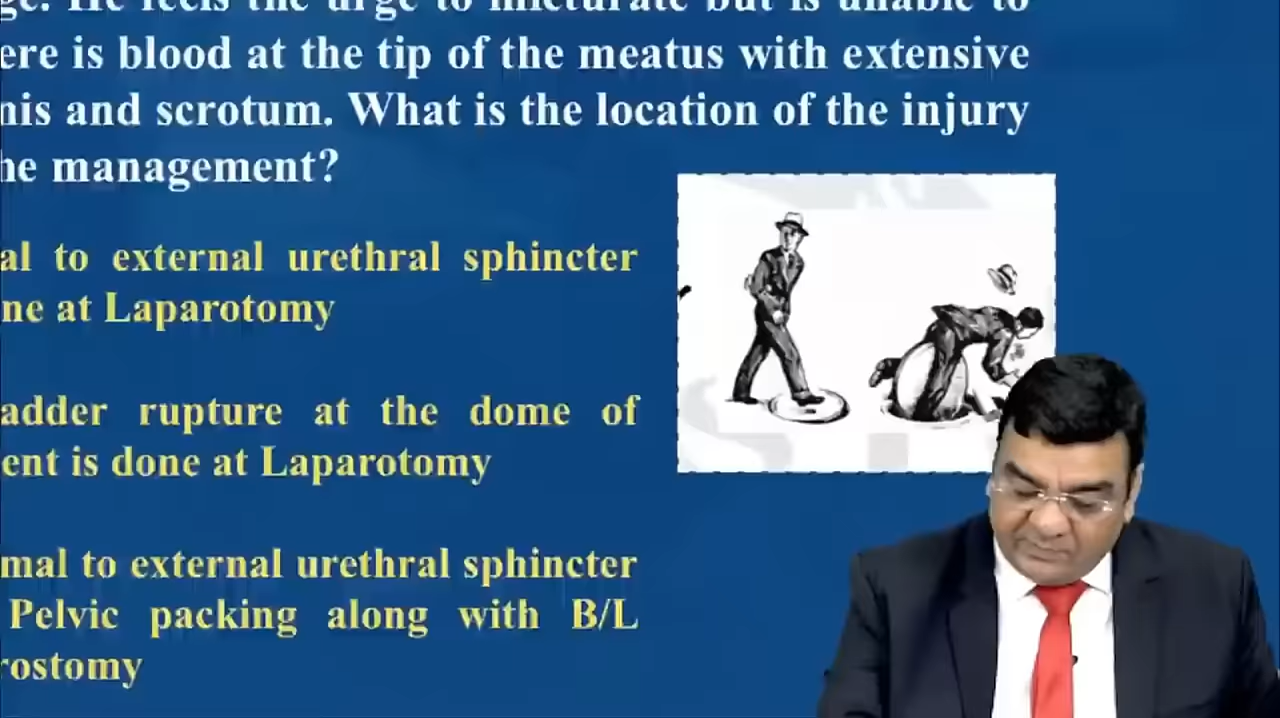 ge. He feels the urge to micturate but is unable to
ere is blood at the tip of the meatus with extensive
nis and scrotum. What is the location of the injury
he management?
al to external urethral sphincter
ne at Laparotomy
adder rupture at the dome of
ent is done at Laparotomy
mal to external urethral sphincter
Pelvic packing along with B/L
rostomy